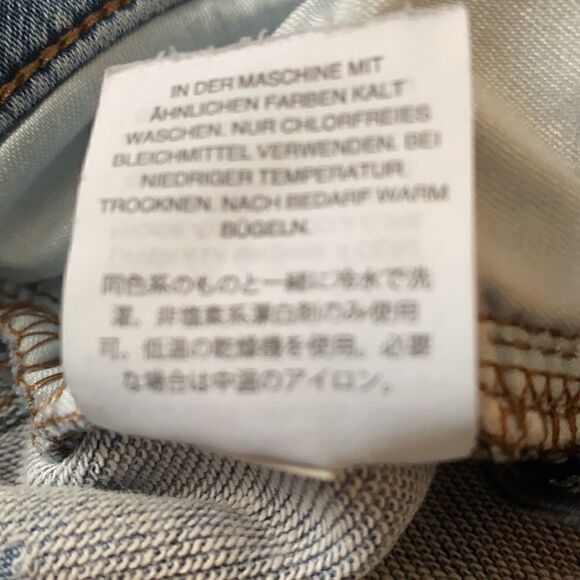 IN DER MASCHINE MIT
ÄHNLICHEN FARBEN KALT
WASCHEN. NUR CHLORFREIES
BLEICHMITTEL VERWENDEN. BEI
NIEDRIGER TEMPERATUR
TROCKNEN. NACH BEDARF WARM
BÜGELN.
同色系のものと一緒に冷水で洗
濯。非塩素系漂白剤のみ使用
可。低温の乾燥機を使用。必要
な場合は中温のアイロン。